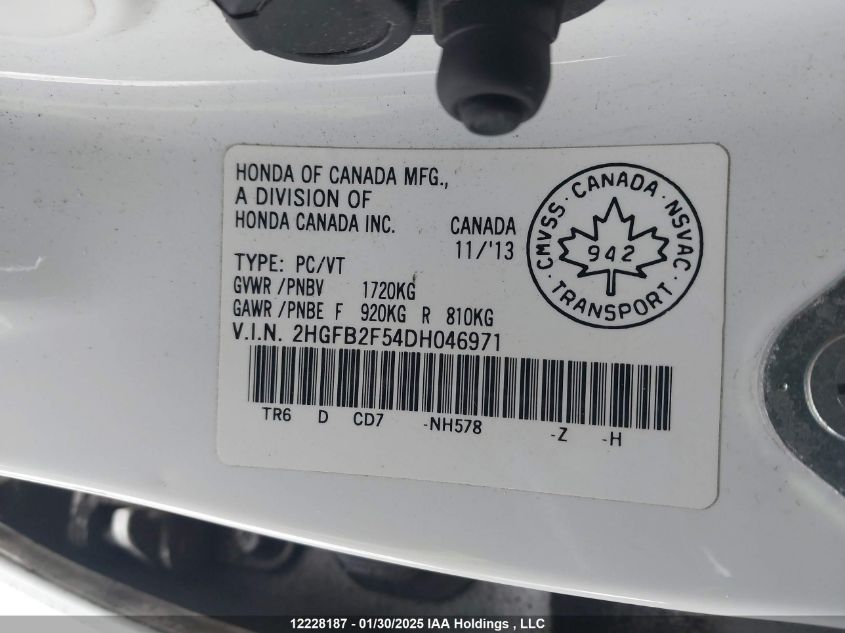 HONDA OF CANADA MFG.,
A DIVISION OF
HONDA CANADA INC. CANADA
11/'13
TYPE: PC/VT
GVWR /PNBV 1720KG
GAWR /PNBE F 920KG R 810KG
V.I.N. 2HGFB2F54DH046971
TR6 D CD7 -NH578 -Z -H
CMVSS · CANADA · NSVAC
942
· TRANSPORT ·
12228187 - 01/30/2025 IAA Holdings , LLC